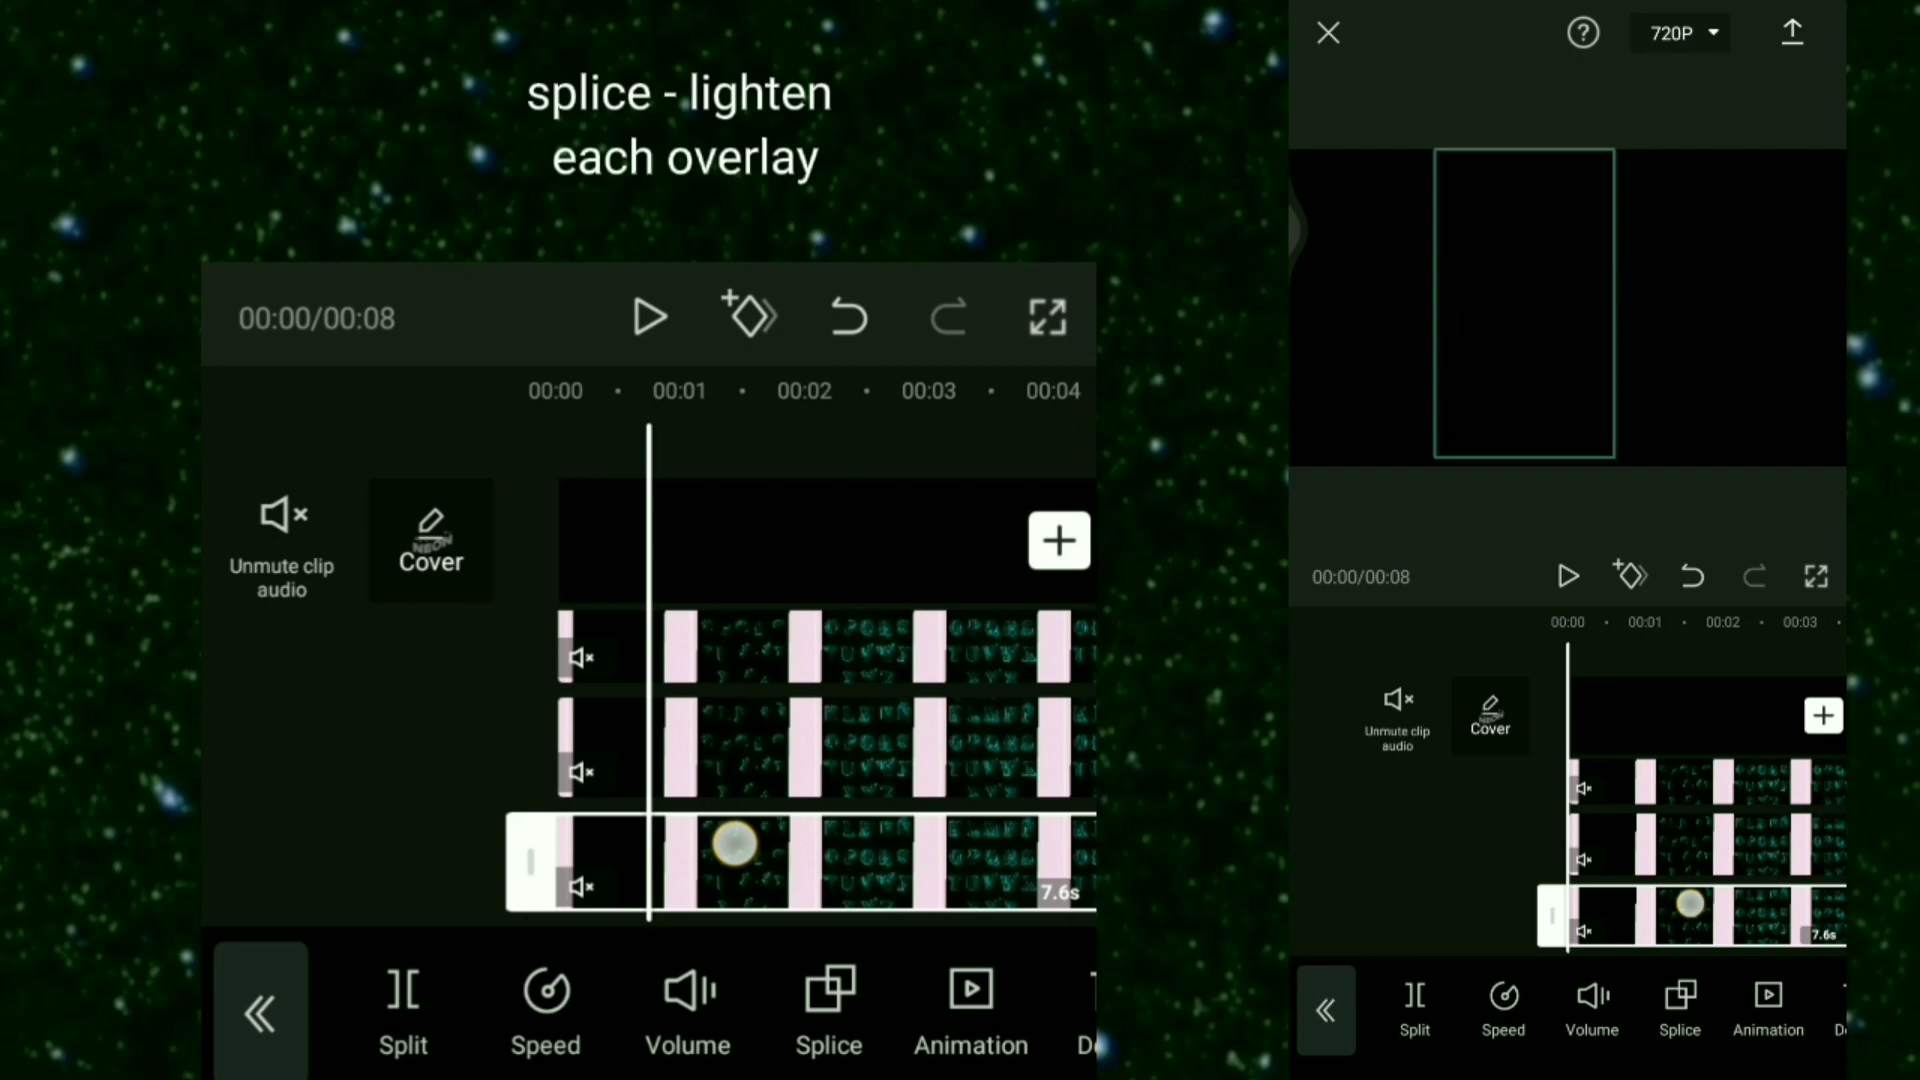 splice - lighten
each overlay
00:00/00:08
00:00 • 00:01 • 00:02 • 00:03 • 00:04
Unmute clip
audio
NEON
Cover
7.6s
Split Speed Volume Splice Animation
720P
00:00/00:08
00:00 • 00:01 • 00:02 • 00:03 •
Unmute clip
audio
NEON
Cover
7.6s
Split Speed Volume Splice Animation